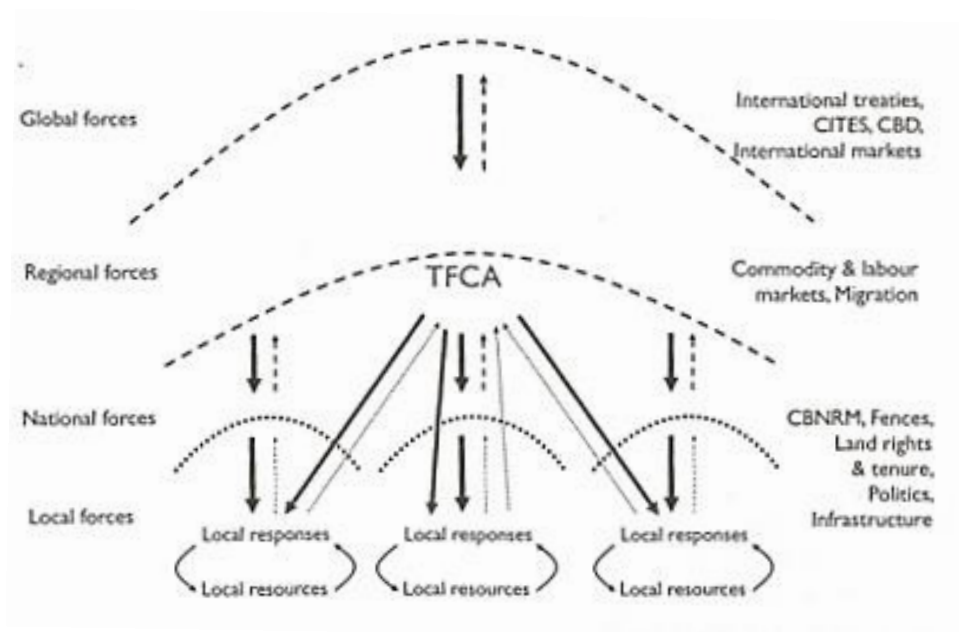 Global forces
International treaties,
CITES, CBD,
International markets
Regional forces
TFCA
Commodity & labour
markets, Migration
National forces
CBNRM, Fences,
Land rights
& tenure,
Politics,
Infrastructure
Local forces
Local responses
Local responses
Local responses
Local resources
Local resources
Local resources